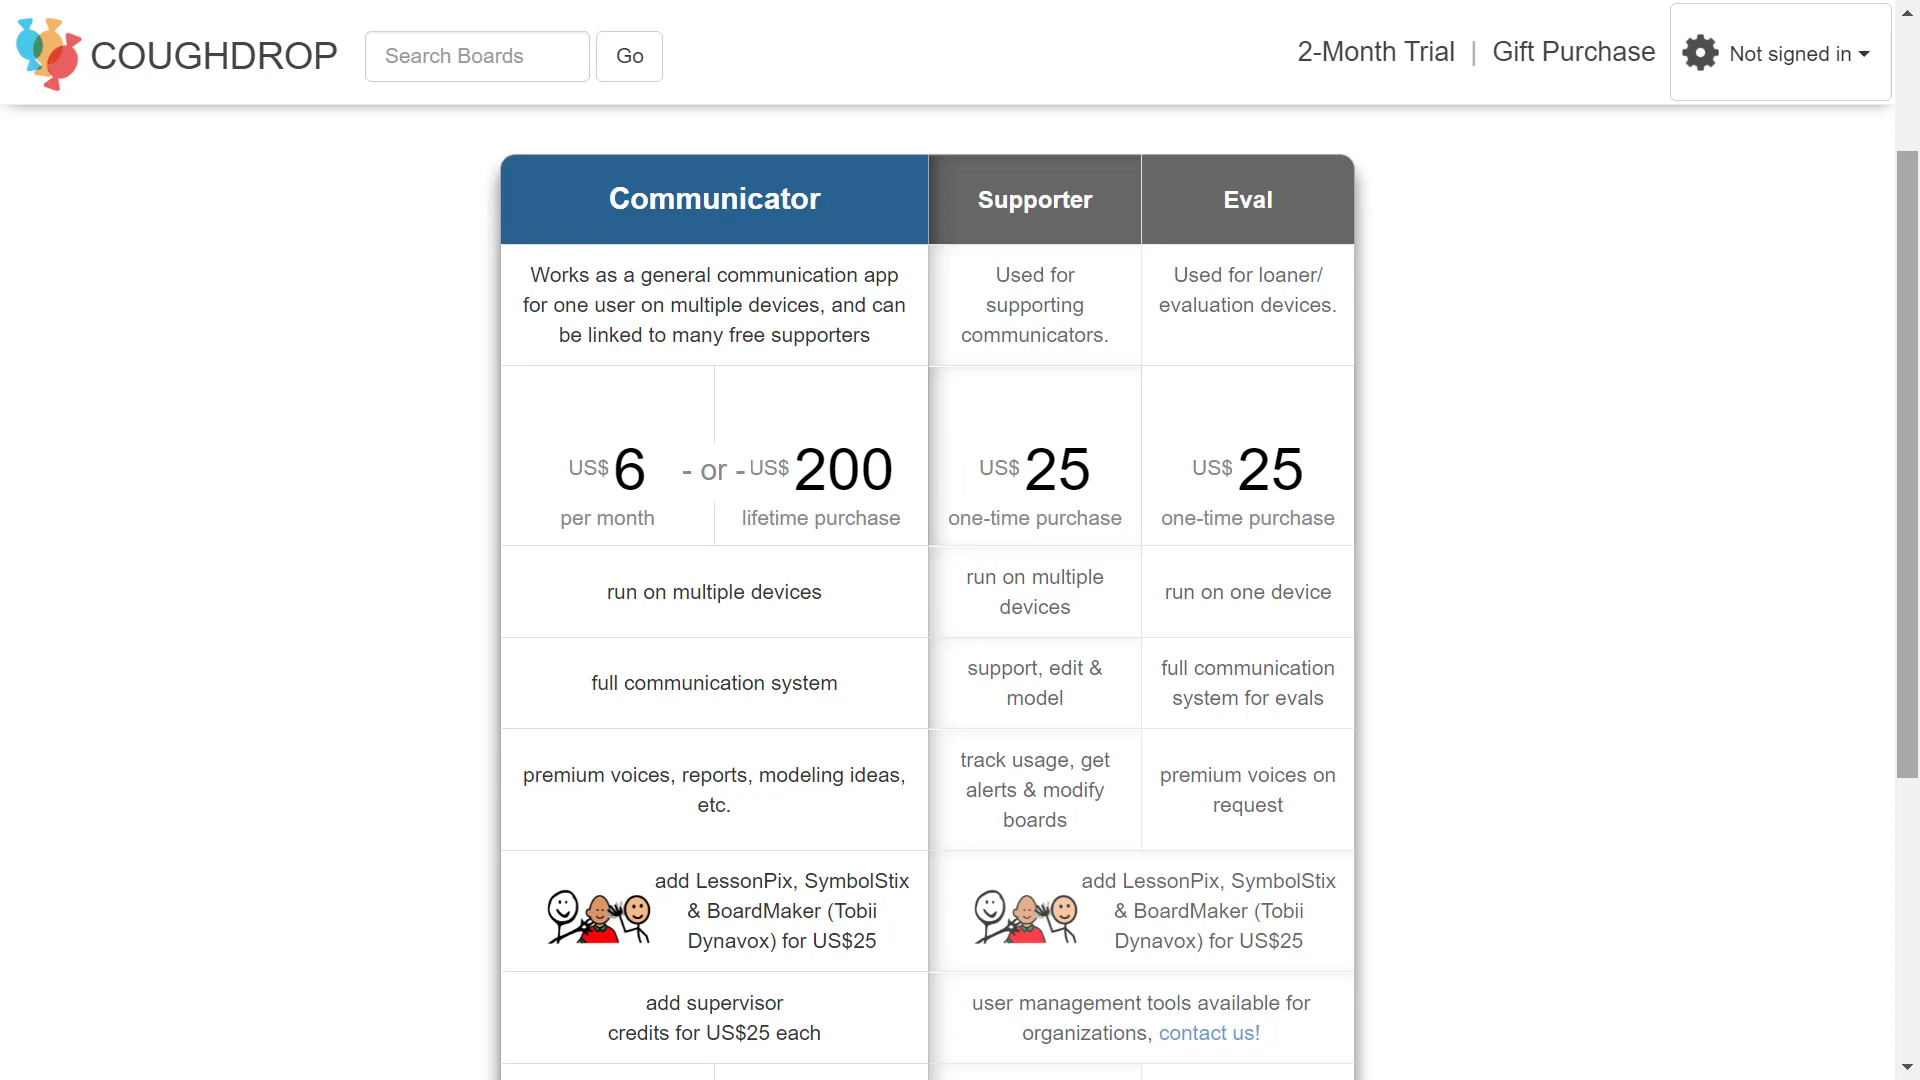 COUGHDROP
Search Boards
Go
2-Month Trial | Gift Purchase
Not signed in
Communicator
Supporter
Eval
Works as a general communication app
for one user on multiple devices, and can
be linked to many free supporters
Used for
supporting
communicators.
Used for loaner/
evaluation devices.
US$ 6
per month
- or -
US$ 200
lifetime purchase
US$ 25
one-time purchase
US$ 25
one-time purchase
run on multiple devices
run on multiple
devices
run on one device
full communication system
support, edit &
model
full communication
system for evals
premium voices, reports, modeling ideas,
etc.
track usage, get
alerts & modify
boards
premium voices on
request
add LessonPix, SymbolStix
& BoardMaker (Tobii
Dynavox) for US$25
add LessonPix, SymbolStix
& BoardMaker (Tobii
Dynavox) for US$25
add supervisor
credits for US$25 each
user management tools available for
organizations, contact us!